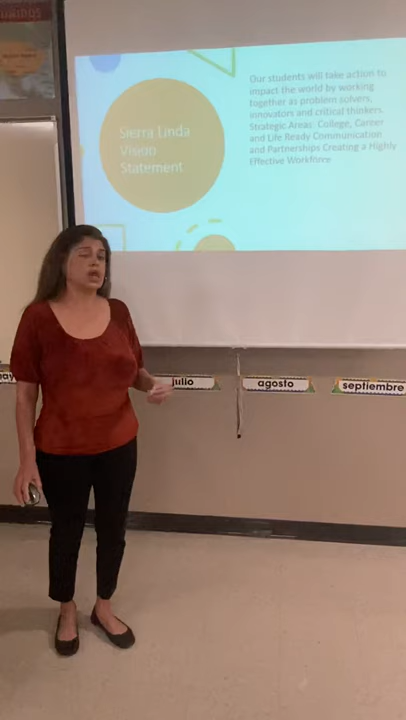 Sierra Linda
Vision
Statement
Our students will take action to
impact the world by working
together as problem solvers,
innovators and critical thinkers.
Strategic Areas: College, Career
and Life Ready Communication
and Partnerships Creating a Highly
Effective Workforce
julio
agosto
septiembre